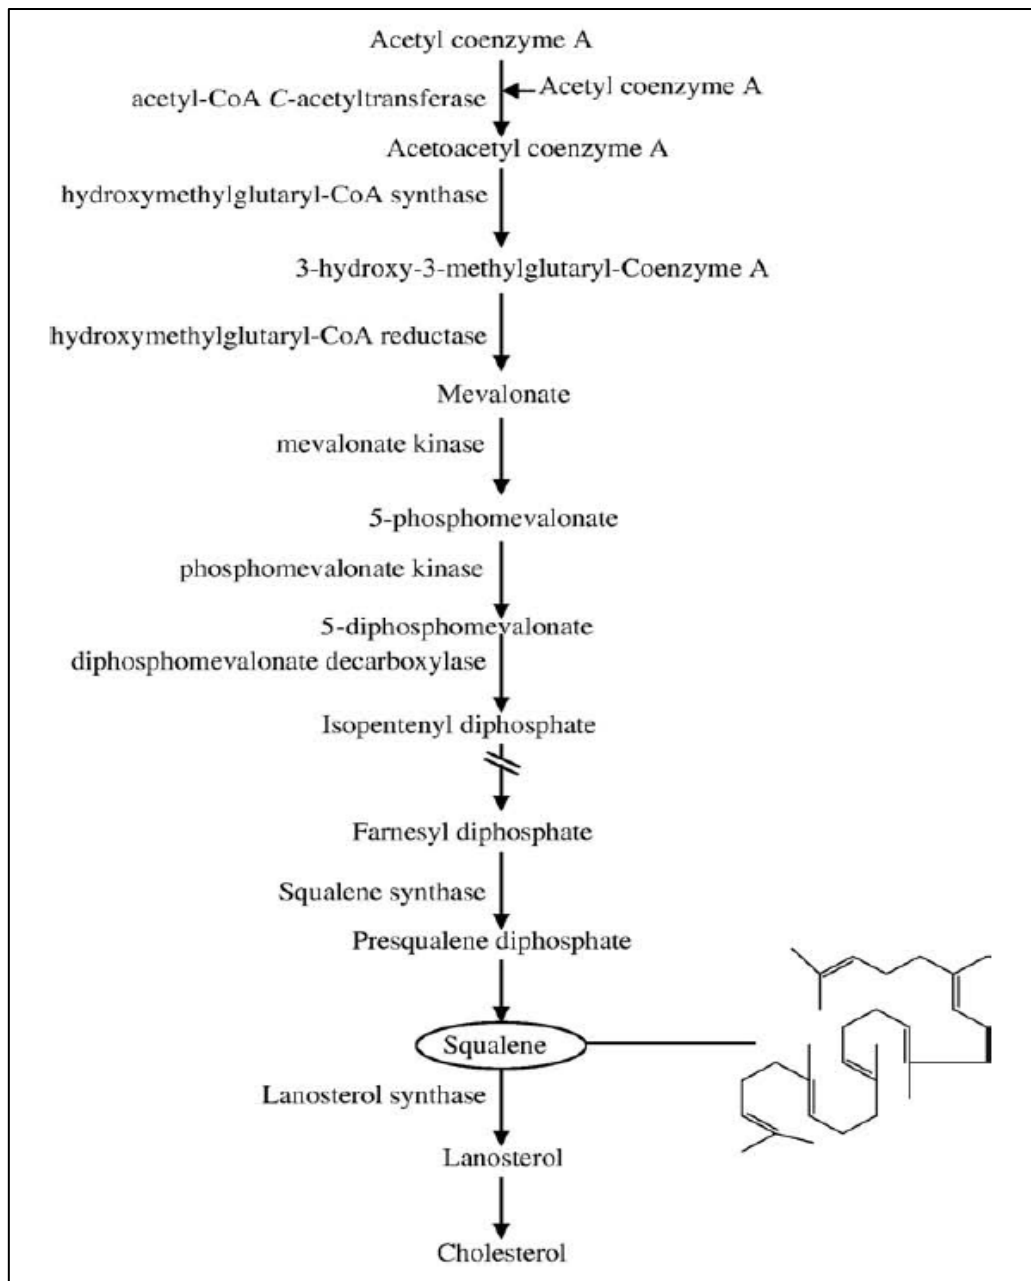 Acetyl coenzyme A
acetyl-CoA C-acetyltransferase
Acetyl coenzyme A
Acetoacetyl coenzyme A
hydroxymethylglutaryl-CoA synthase
3-hydroxy-3-methylglutaryl-Coenzyme A
hydroxymethylglutaryl-CoA reductase
Mevalonate
mevalonate kinase
5-phosphomevalonate
phosphomevalonate kinase
5-diphosphomevalonate
diphosphomevalonate decarboxylase
Isopentenyl diphosphate
Farnesyl diphosphate
Squalene synthase
Presqualene diphosphate
Squalene
Lanosterol synthase
Lanosterol
Cholesterol